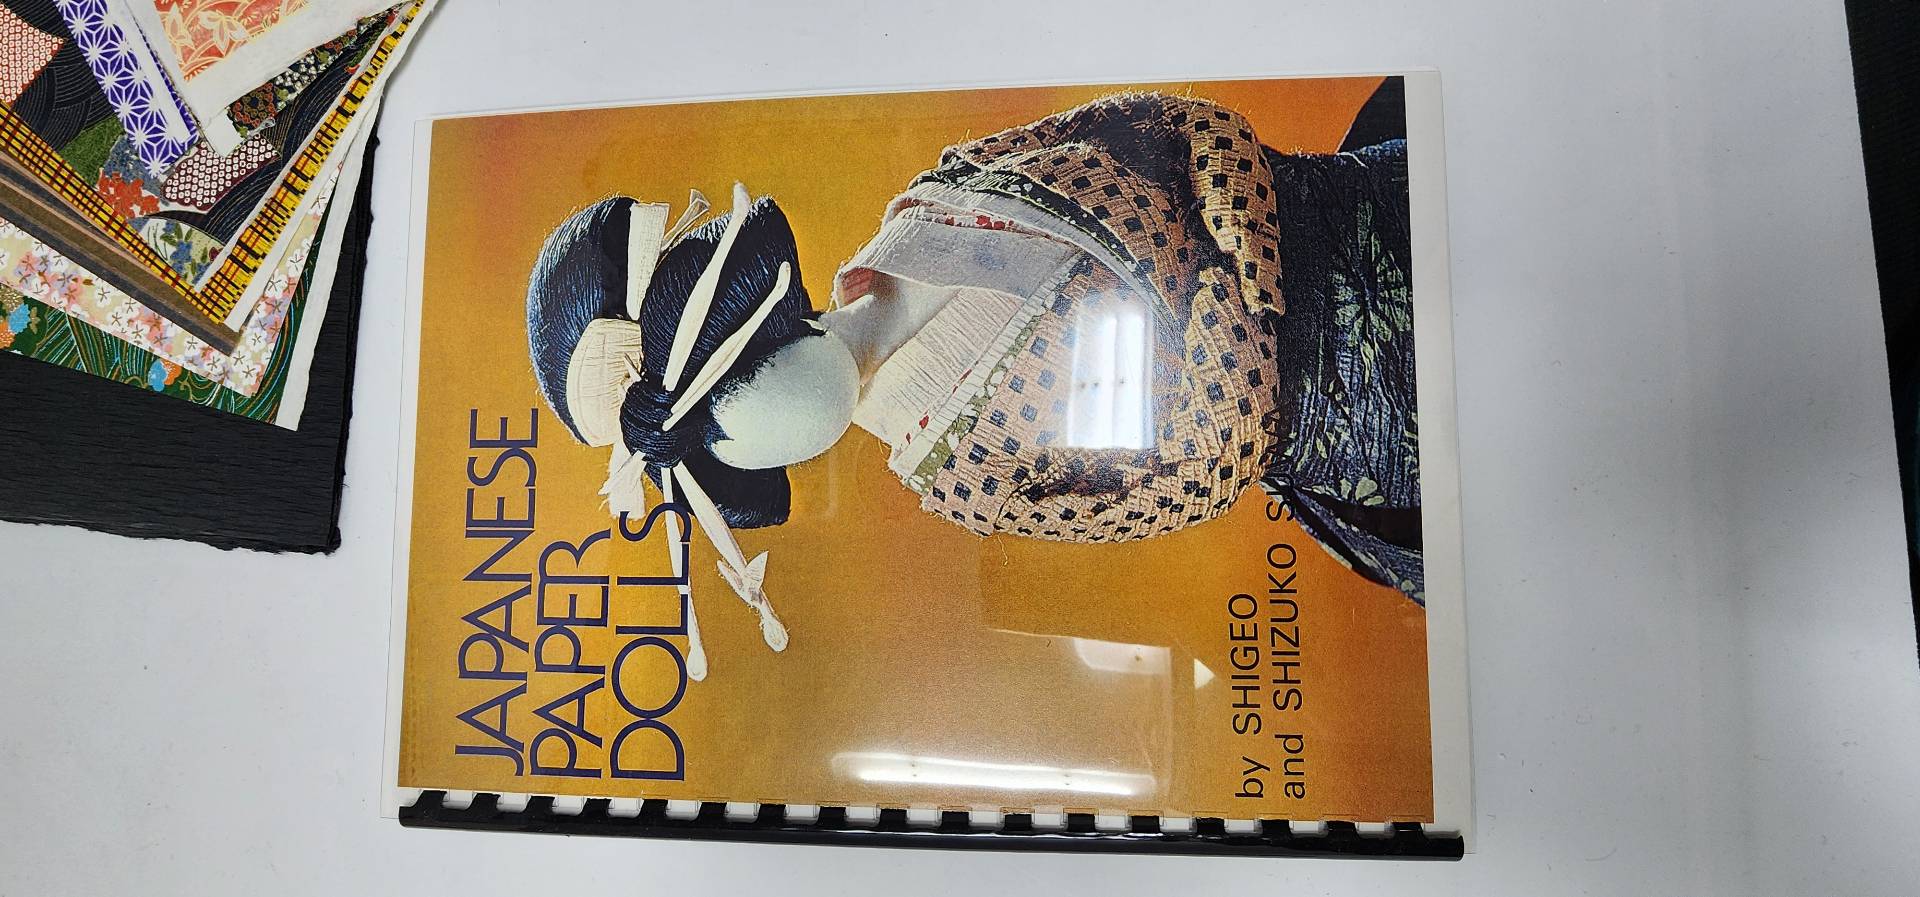 JAPANESE
PAPER
DOLLS
by SHIGEO
and SHIZUKO